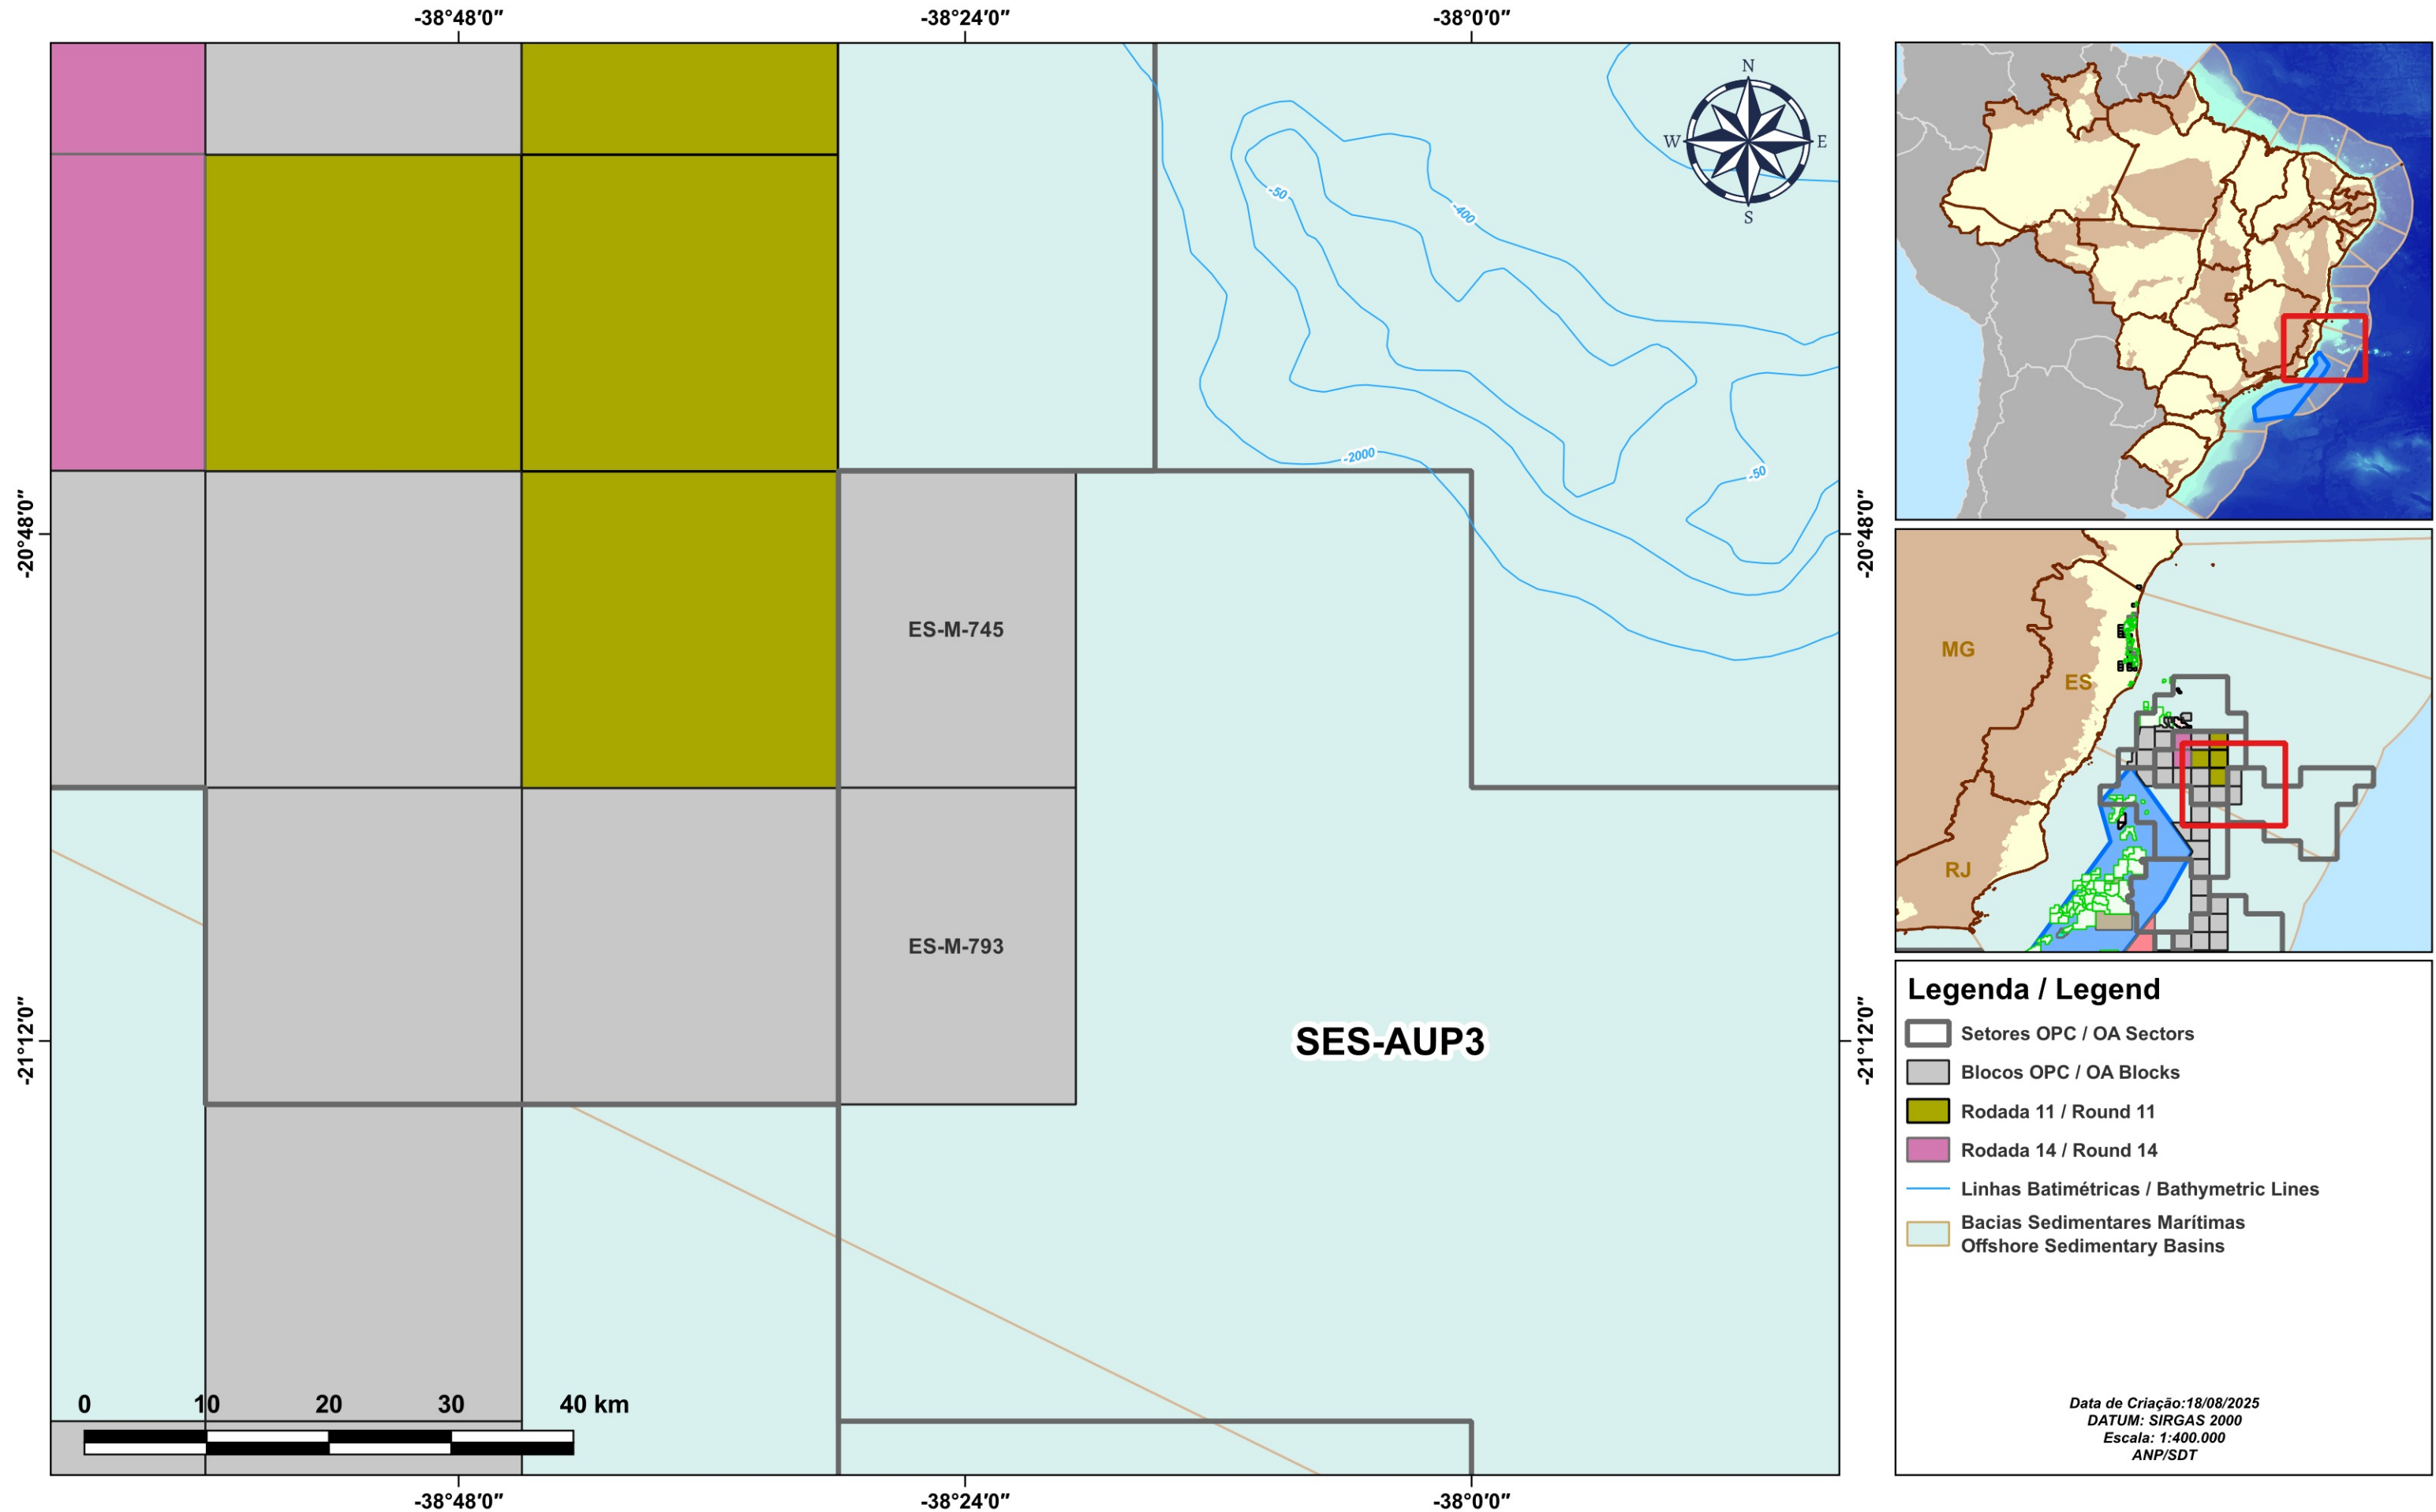 -38°48'0" -38°24'0" -38°0'0"
N
W E
S
-50
-400
-2000
-50
-20°48'0" -20°48'0"
ES-M-745
ES-M-793
-21°12'0" -21°12'0"
SES-AUP3
0 10 20 30 40 km
-38°48'0" -38°24'0" -38°0'0"
MG
ES
RJ
Legenda / Legend
Setores OPC / OA Sectors
Blocos OPC / OA Blocks
Rodada 11 / Round 11
Rodada 14 / Round 14
Linhas Batimétricas / Bathymetric Lines
Bacias Sedimentares Marítimas
Offshore Sedimentary Basins
Data de Criação:18/08/2025
DATUM: SIRGAS 2000
Escala: 1:400.000
ANP/SDT